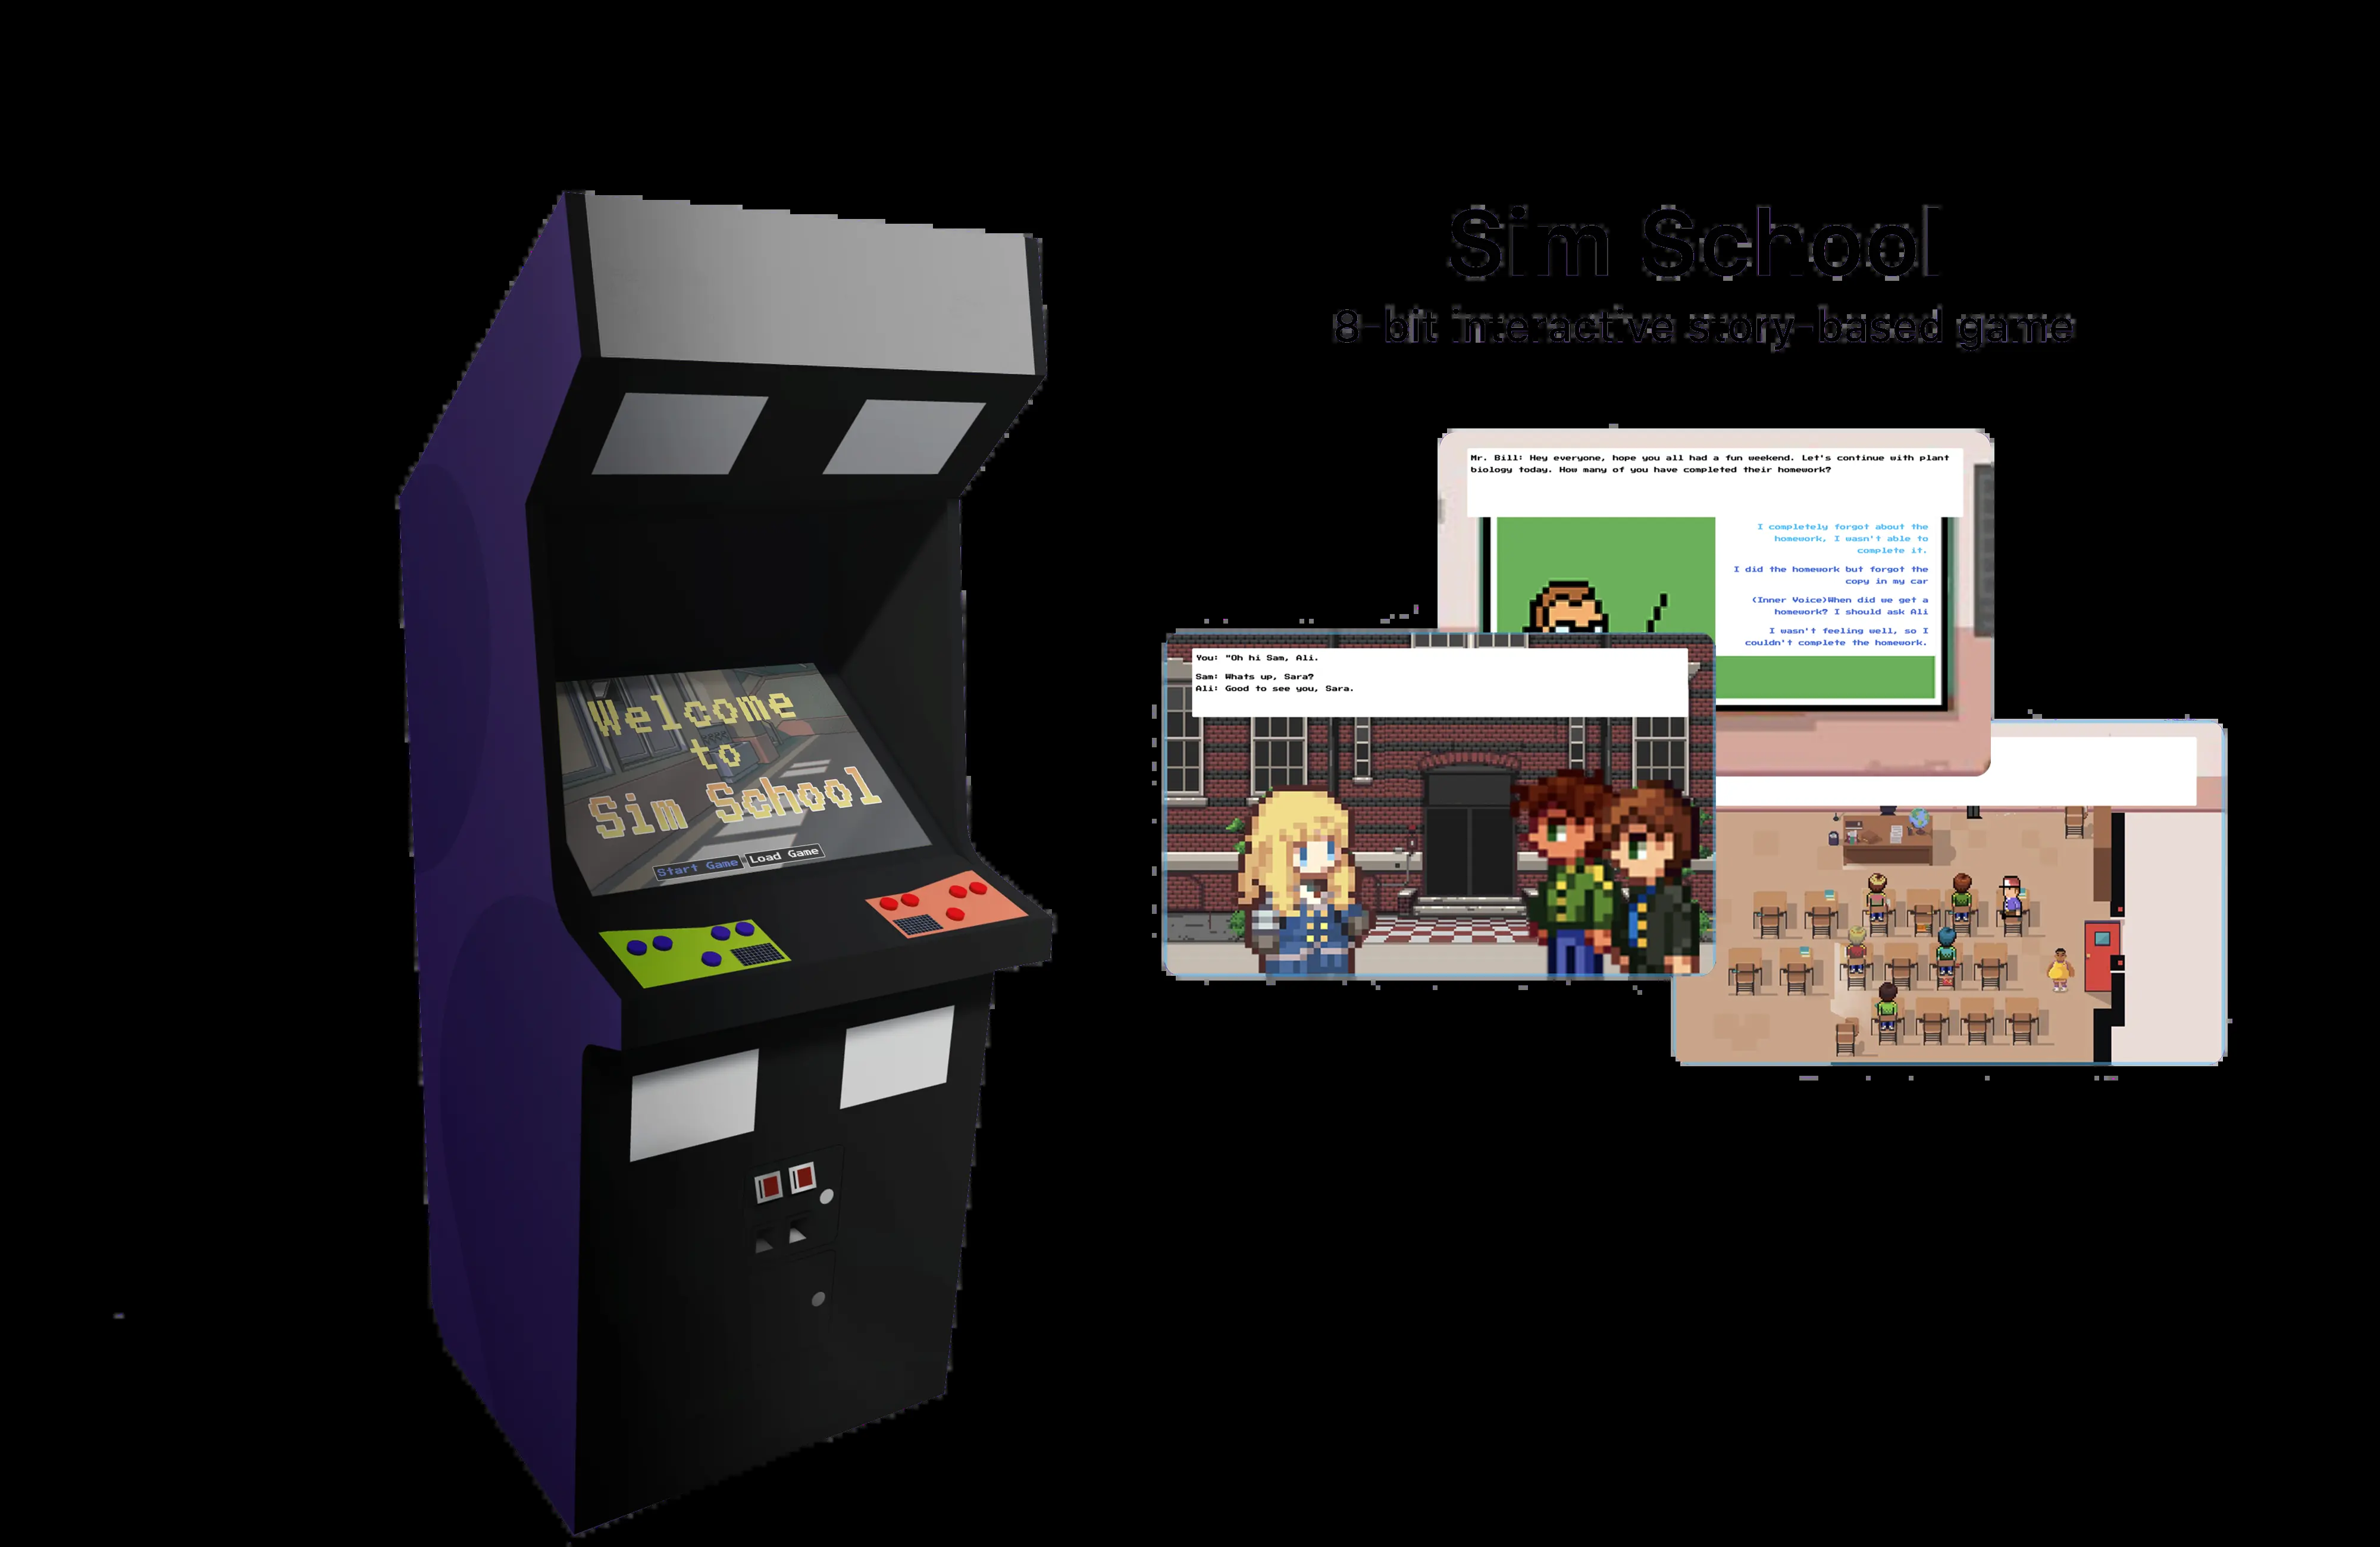 Sim School
8-bit interactive story-based game
Welcome
to
Sim School
Start Game
Load Game
Mr. Bill: Hey everyone, hope you all had a fun weekend. Let's continue with plant
biology today. How many of you have completed their homework?
I completely forgot about the
homework, I wasn't able to
complete it.
I did the homework but forgot the
copy in my car
(Inner Voice)When did we get a
homework? I should ask Ali
I wasn't feeling well, so I
couldn't complete the homework.
You: "Oh hi Sam, Ali.
Sam: Whats up, Sara?
Ali: Good to see you, Sara.